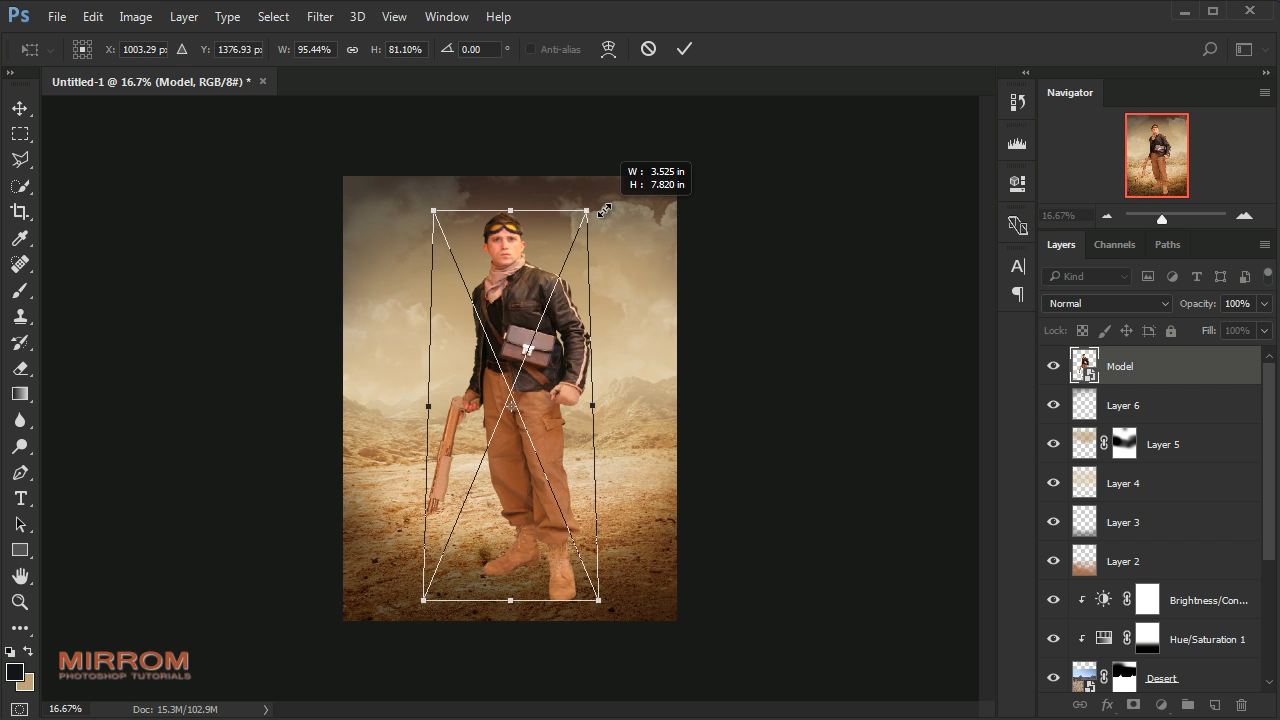 Ps File Edit Image Layer Type Select Filter 3D View Window Help
X: 1003.29 px Y: 1376.93 px W: 95.44% H: 81.10% 0.00 ° Anti-alias
Untitled-1 @ 16.7% (Model, RGB/8#) * ×
Navigator
W : 3.525 in
H : 7.820 in
16.67%
Layers Channels Paths
Kind
Normal Opacity: 100%
Lock: Fill: 100%
Model
Layer 6
Layer 5
Layer 4
Layer 3
Layer 2
Brightness/Con...
Hue/Saturation 1
Desert
MIRROM
PHOTOSHOP TUTORIALS
16.67% Doc: 15.3M/102.9M